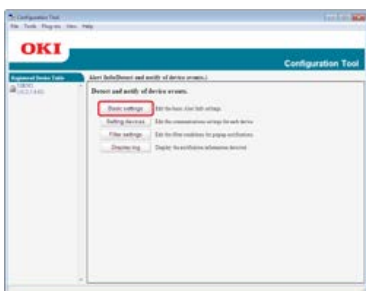 Configuration Tool
File Tools Plug-ins View Help
OKI
Configuration Tool
Registered Device Table
Alert Info(Detect and notify of device events.)
Detect and notify of device events.
Basic settings Edit the basic Alert Info settings.
Setting devices Edit the communications settings for each device.
Filter settings Edit the filter conditions for popup notifications.
Display log Display the notification information detected.